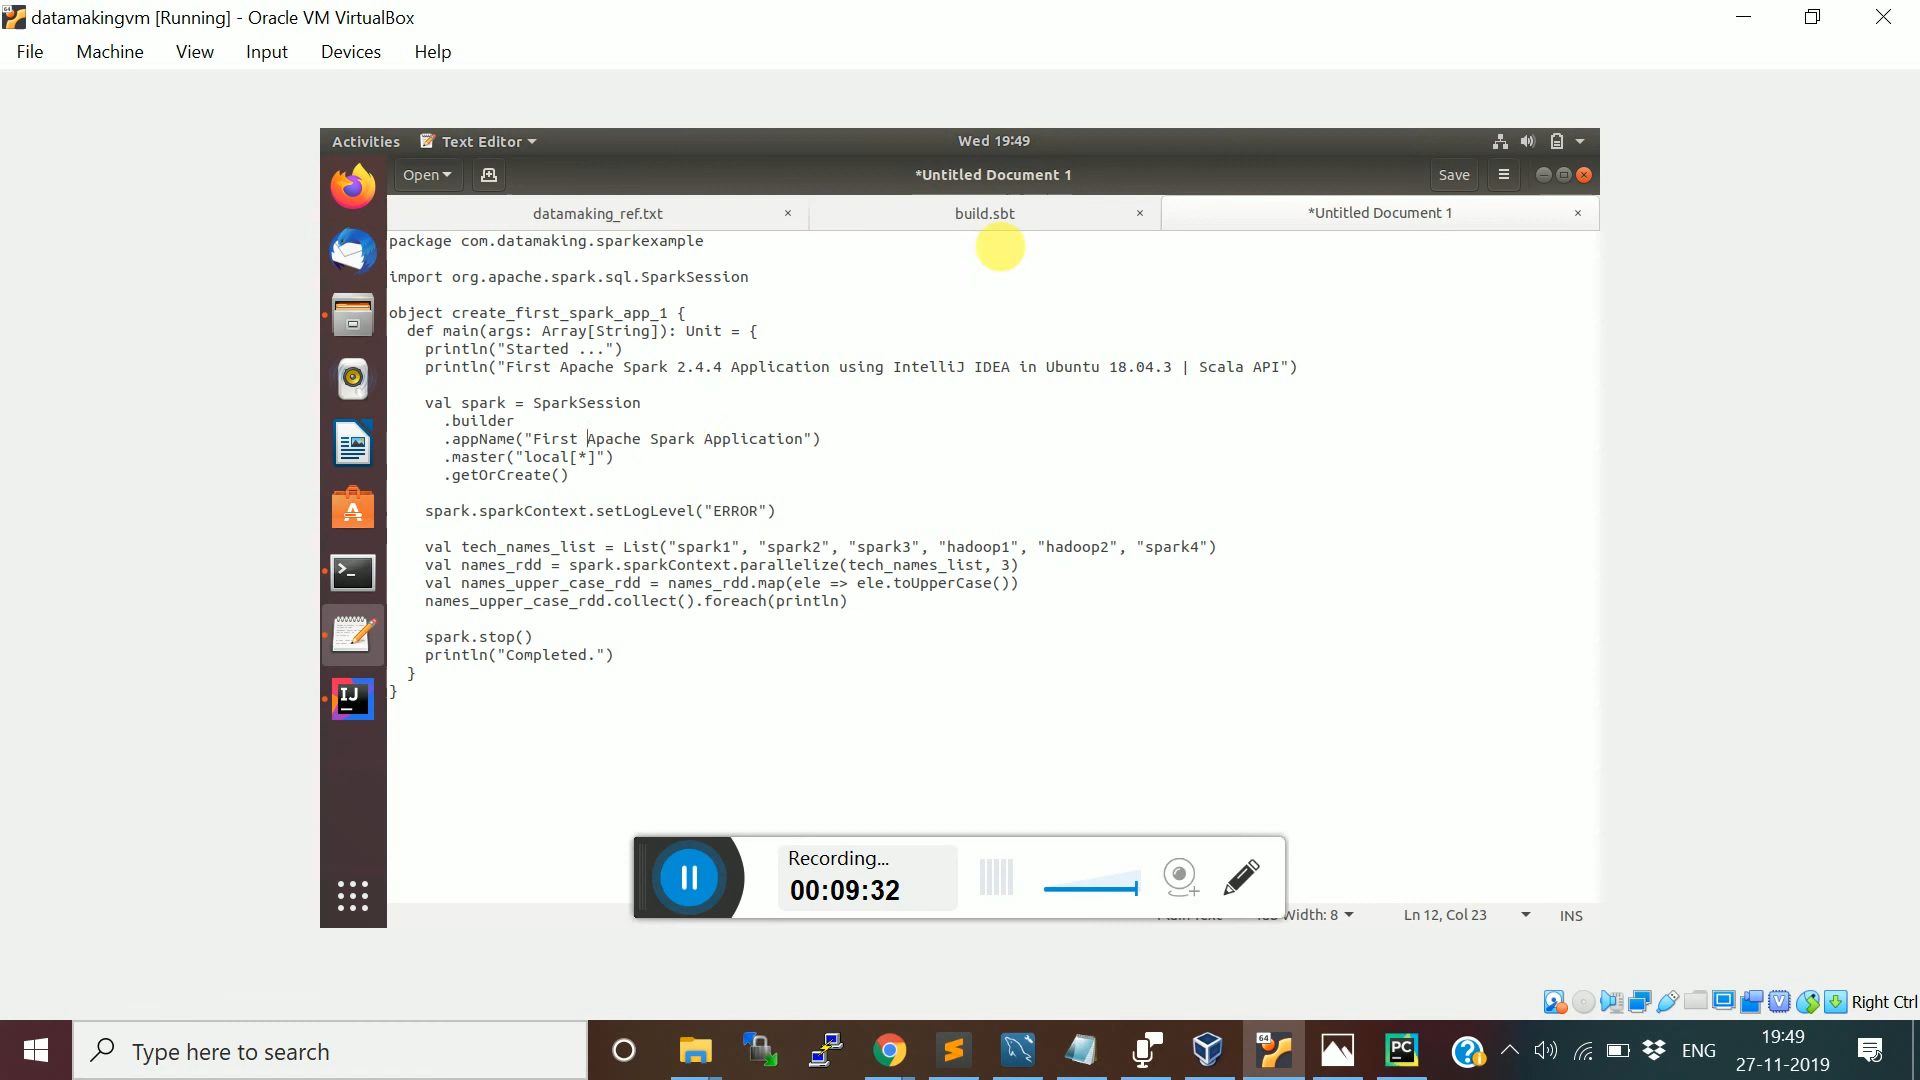 datamakingvm [Running] - Oracle VM VirtualBox
File Machine View Input Devices Help
Activities Text Editor Wed 19:49
Open *Untitled Document 1 Save
datamaking_ref.txt × build.sbt × *Untitled Document 1 ×
package com.datamaking.sparkexample
import org.apache.spark.sql.SparkSession
object create_first_spark_app_1 {
def main(args: Array[String]): Unit = {
println("Started ...")
println("First Apache Spark 2.4.4 Application using IntelliJ IDEA in Ubuntu 18.04.3 | Scala API")
val spark = SparkSession
.builder
.appName("First Apache Spark Application")
.master("local[*]")
.getOrCreate()
spark.sparkContext.setLogLevel("ERROR")
val tech_names_list = List("spark1", "spark2", "spark3", "hadoop1", "hadoop2", "spark4")
val names_rdd = spark.sparkContext.parallelize(tech_names_list, 3)
val names_upper_case_rdd = names_rdd.map(ele => ele.toUpperCase())
names_upper_case_rdd.collect().foreach(println)
spark.stop()
println("Completed.")
}
}
IJ
Recording...
00:09:32
Width: 8 Ln 12, Col 23 INS
Right Ctrl
Type here to search
64
PC
ENG
19:49
27-11-2019